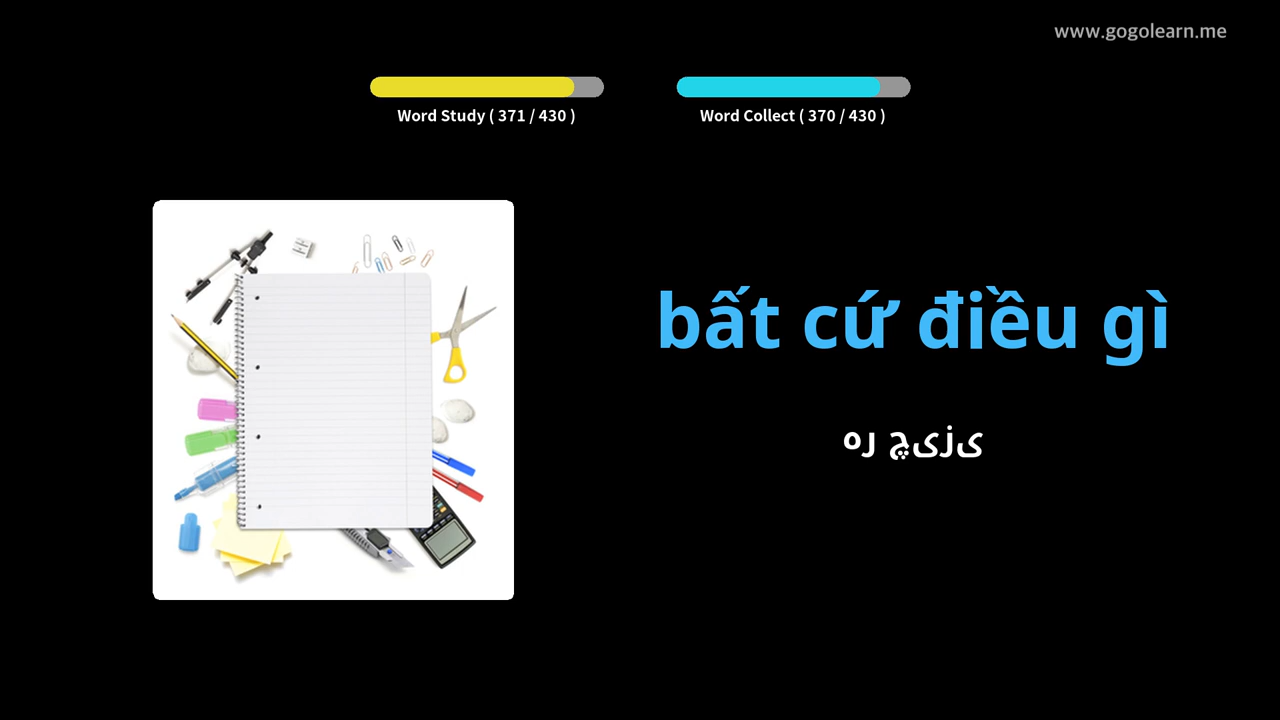 www.gogolearn.me
Word Study ( 371 / 430 )
Word Collect ( 370 / 430 )
bất cứ điều gì
هر چیزی